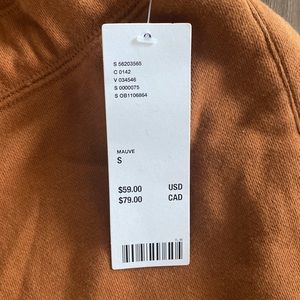 S 56203565
C 0142
V 034546
S 0000075
S OB1106864
MAUVE
S
$59.00 USD
$79.00 CAD